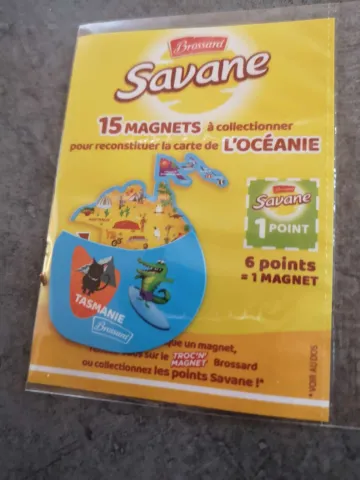 Brossard
Savane
15 MAGNETS à collectionner
pour reconstituer la carte de L'OCÉANIE
Brossard
Savane
1 POINT
6 points
= 1 MAGNET
TASMANIE
Brossard
que un magnet,
sur le TROC'N' MAGNET Brossard
ou collectionnez les points Savane !*
* VOIR AU DOS